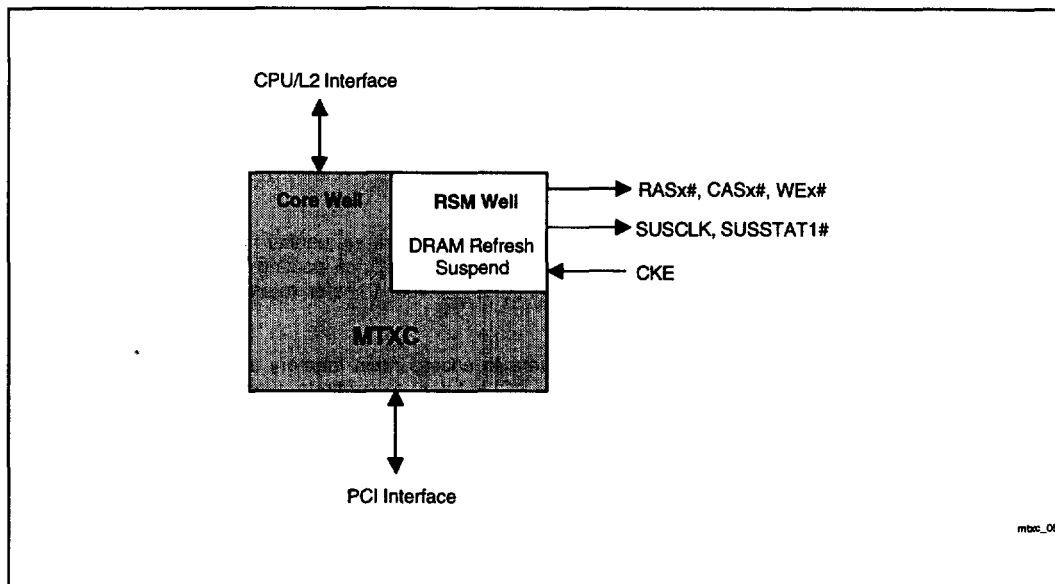 CPU/L2 Interface
Core Well
RSM Well
DRAM Refresh
Suspend
RASx#, CASx#, WEx#
SUSCLK, SUSSTAT1#
CKE
MTXC
PCI Interface